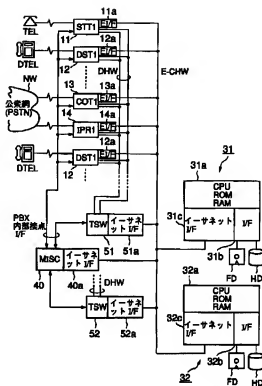 TEL
11a
STT1
E I/F
11
12a
DTEL
DST1
E I/F
E-CHW
12
DHW
NW
13
公衆網
(PSTN)
COT1
E I/F
13a
14
IPR1
E I/F
14a
12a
DTEL
DST1
E I/F
12
31
31a
CPU
ROM
RAM
31c
イーサネット
I/F
I/F
31b
FD
HD
PBX
内部接点
I/F
TSW
イーサネット
I/F
51
51a
MISC
イーサネット
I/F
40
40a
DHW
TSW
イーサネット
I/F
52
52a
32a
CPU
ROM
RAM
32c
イーサネット
I/F
I/F
32b
32
FD
HD